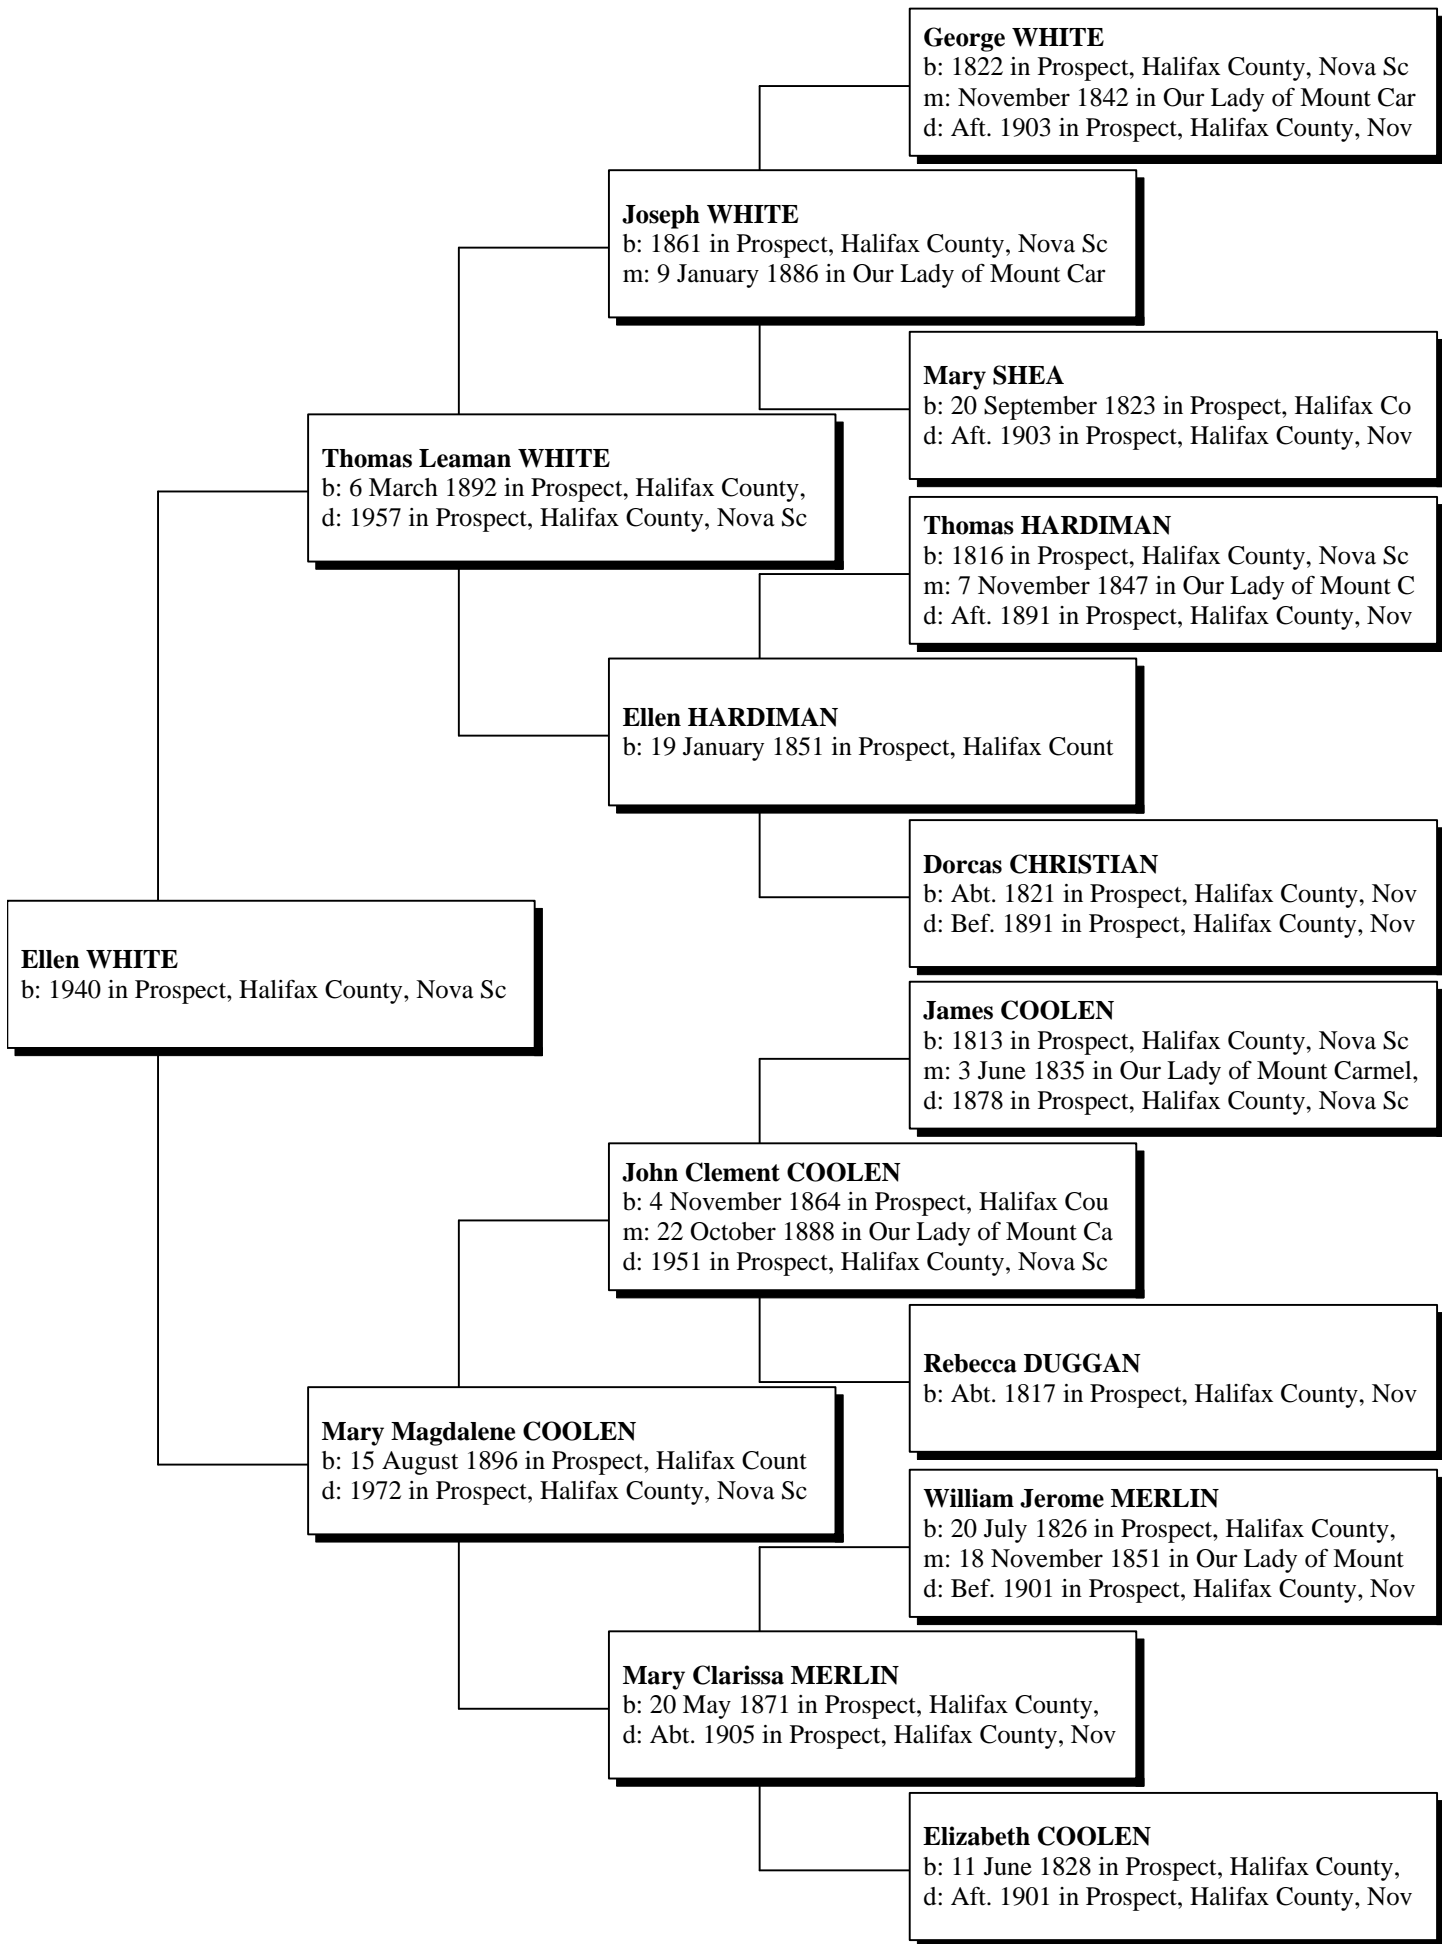 George WHITE
b: 1822 in Prospect, Halifax County, Nova Sc
m: November 1842 in Our Lady of Mount Car
d: Aft. 1903 in Prospect, Halifax County, Nov
Joseph WHITE
b: 1861 in Prospect, Halifax County, Nova Sc
m: 9 January 1886 in Our Lady of Mount Car
Mary SHEA
b: 20 September 1823 in Prospect, Halifax Co
d: Aft. 1903 in Prospect, Halifax County, Nov
Thomas Leaman WHITE
b: 6 March 1892 in Prospect, Halifax County,
d: 1957 in Prospect, Halifax County, Nova Sc
Thomas HARDIMAN
b: 1816 in Prospect, Halifax County, Nova Sc
m: 7 November 1847 in Our Lady of Mount C
d: Aft. 1891 in Prospect, Halifax County, Nov
Ellen HARDIMAN
b: 19 January 1851 in Prospect, Halifax Count
Dorcas CHRISTIAN
b: Abt. 1821 in Prospect, Halifax County, Nov
d: Bef. 1891 in Prospect, Halifax County, Nov
Ellen WHITE
b: 1940 in Prospect, Halifax County, Nova Sc
James COOLEN
b: 1813 in Prospect, Halifax County, Nova Sc
m: 3 June 1835 in Our Lady of Mount Carmel,
d: 1878 in Prospect, Halifax County, Nova Sc
John Clement COOLEN
b: 4 November 1864 in Prospect, Halifax Cou
m: 22 October 1888 in Our Lady of Mount Ca
d: 1951 in Prospect, Halifax County, Nova Sc
Rebecca DUGGAN
b: Abt. 1817 in Prospect, Halifax County, Nov
Mary Magdalene COOLEN
b: 15 August 1896 in Prospect, Halifax Count
d: 1972 in Prospect, Halifax County, Nova Sc
William Jerome MERLIN
b: 20 July 1826 in Prospect, Halifax County,
m: 18 November 1851 in Our Lady of Mount
d: Bef. 1901 in Prospect, Halifax County, Nov
Mary Clarissa MERLIN
b: 20 May 1871 in Prospect, Halifax County,
d: Abt. 1905 in Prospect, Halifax County, Nov
Elizabeth COOLEN
b: 11 June 1828 in Prospect, Halifax County,
d: Aft. 1901 in Prospect, Halifax County, Nov